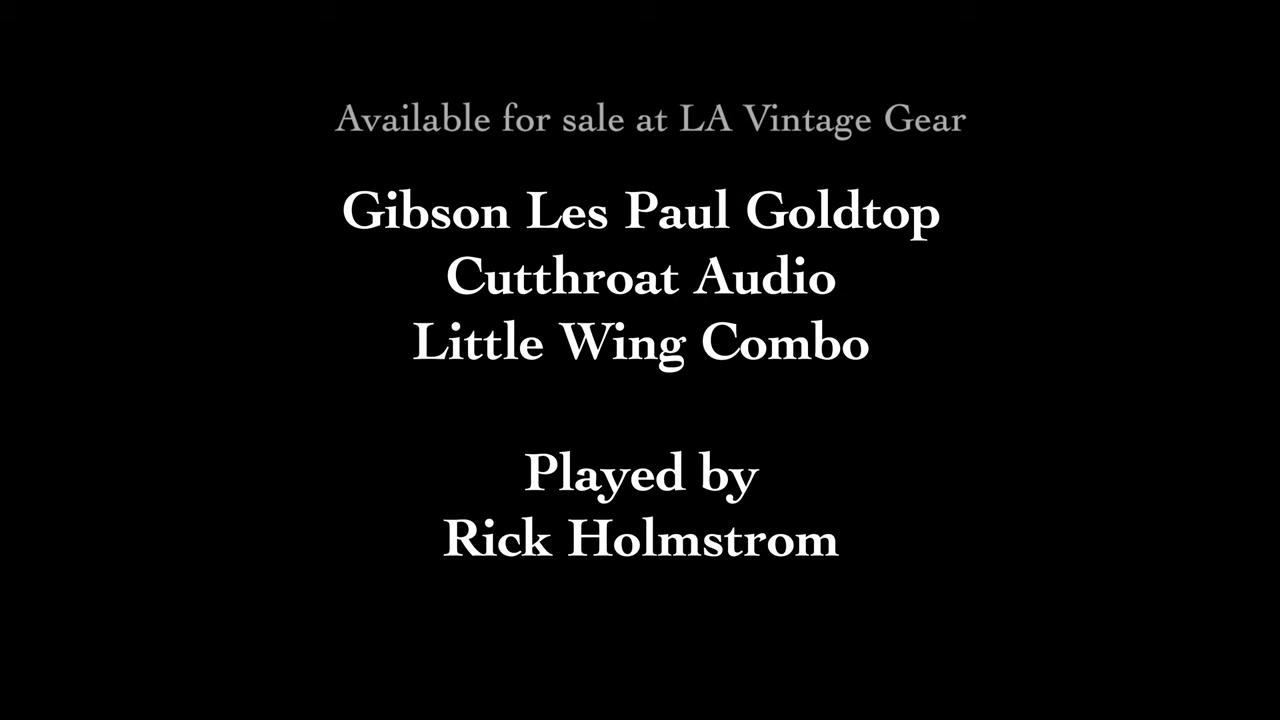 Available for sale at LA Vintage Gear
Gibson Les Paul Goldtop
Cutthroat Audio
Little Wing Combo
Played by
Rick Holmstrom